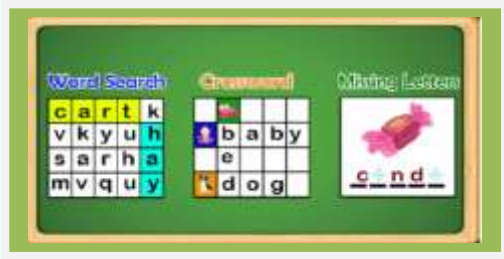 Word Search
Crossword
Missing Letters
c a r t k
v k y u h
s a r h a
m v q u y
b a b y
e
d o g
c n d